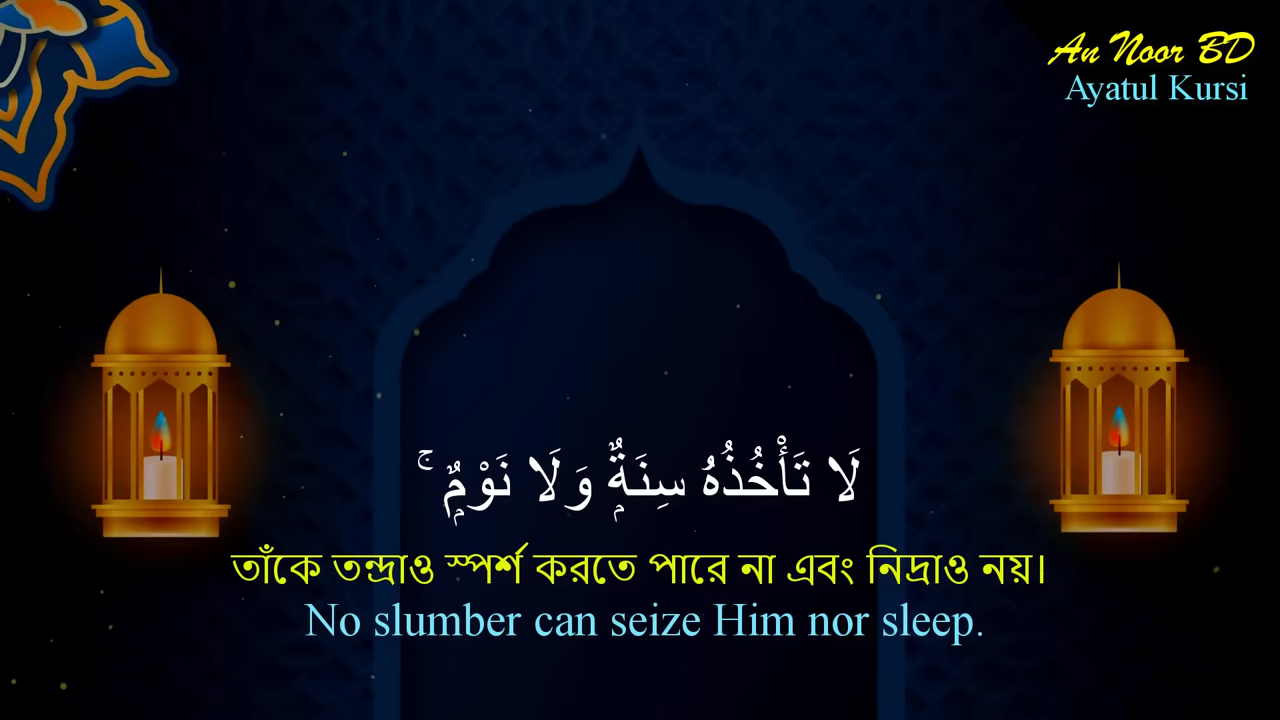 An Noor BD
Ayatul Kursi
لَا تَأْخُذُهُ سِنَةٌۭ وَلَا نَوْمٌۭ ۚ
তাঁকে তন্দ্রাও স্পর্শ করতে পারে না এবং নিদ্রাও নয়।
No slumber can seize Him nor sleep.